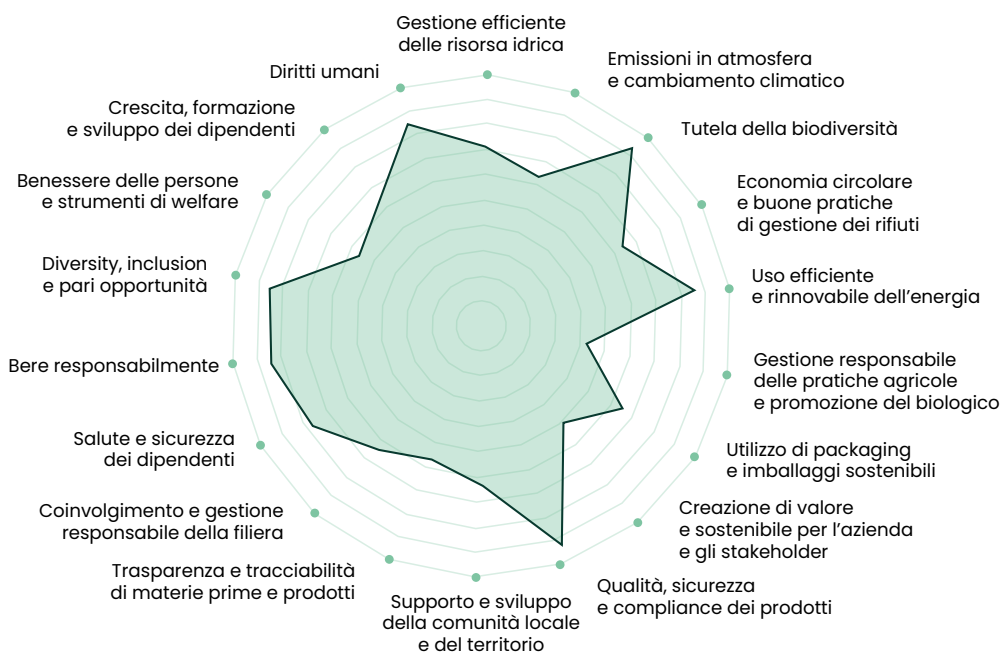 Gestione efficiente
delle risorsa idrica
Emissioni in atmosfera
e cambiamento climatico
Tutela della biodiversità
Economia circolare
e buone pratiche
di gestione dei rifiuti
Uso efficiente
e rinnovabile dell’energia
Gestione responsabile
delle pratiche agricole
e promozione del biologico
Utilizzo di packaging
e imballaggi sostenibili
Creazione di valore
e sostenibile per l’azienda
e gli stakeholder
Qualità, sicurezza
e compliance dei prodotti
Supporto e sviluppo
della comunità locale
e del territorio
Trasparenza e tracciabilità
di materie prime e prodotti
Coinvolgimento e gestione
responsabile della filiera
Salute e sicurezza
dei dipendenti
Bere responsabilmente
Diversity, inclusion
e pari opportunità
Benessere delle persone
e strumenti di welfare
Crescita, formazione
e sviluppo dei dipendenti
Diritti umani